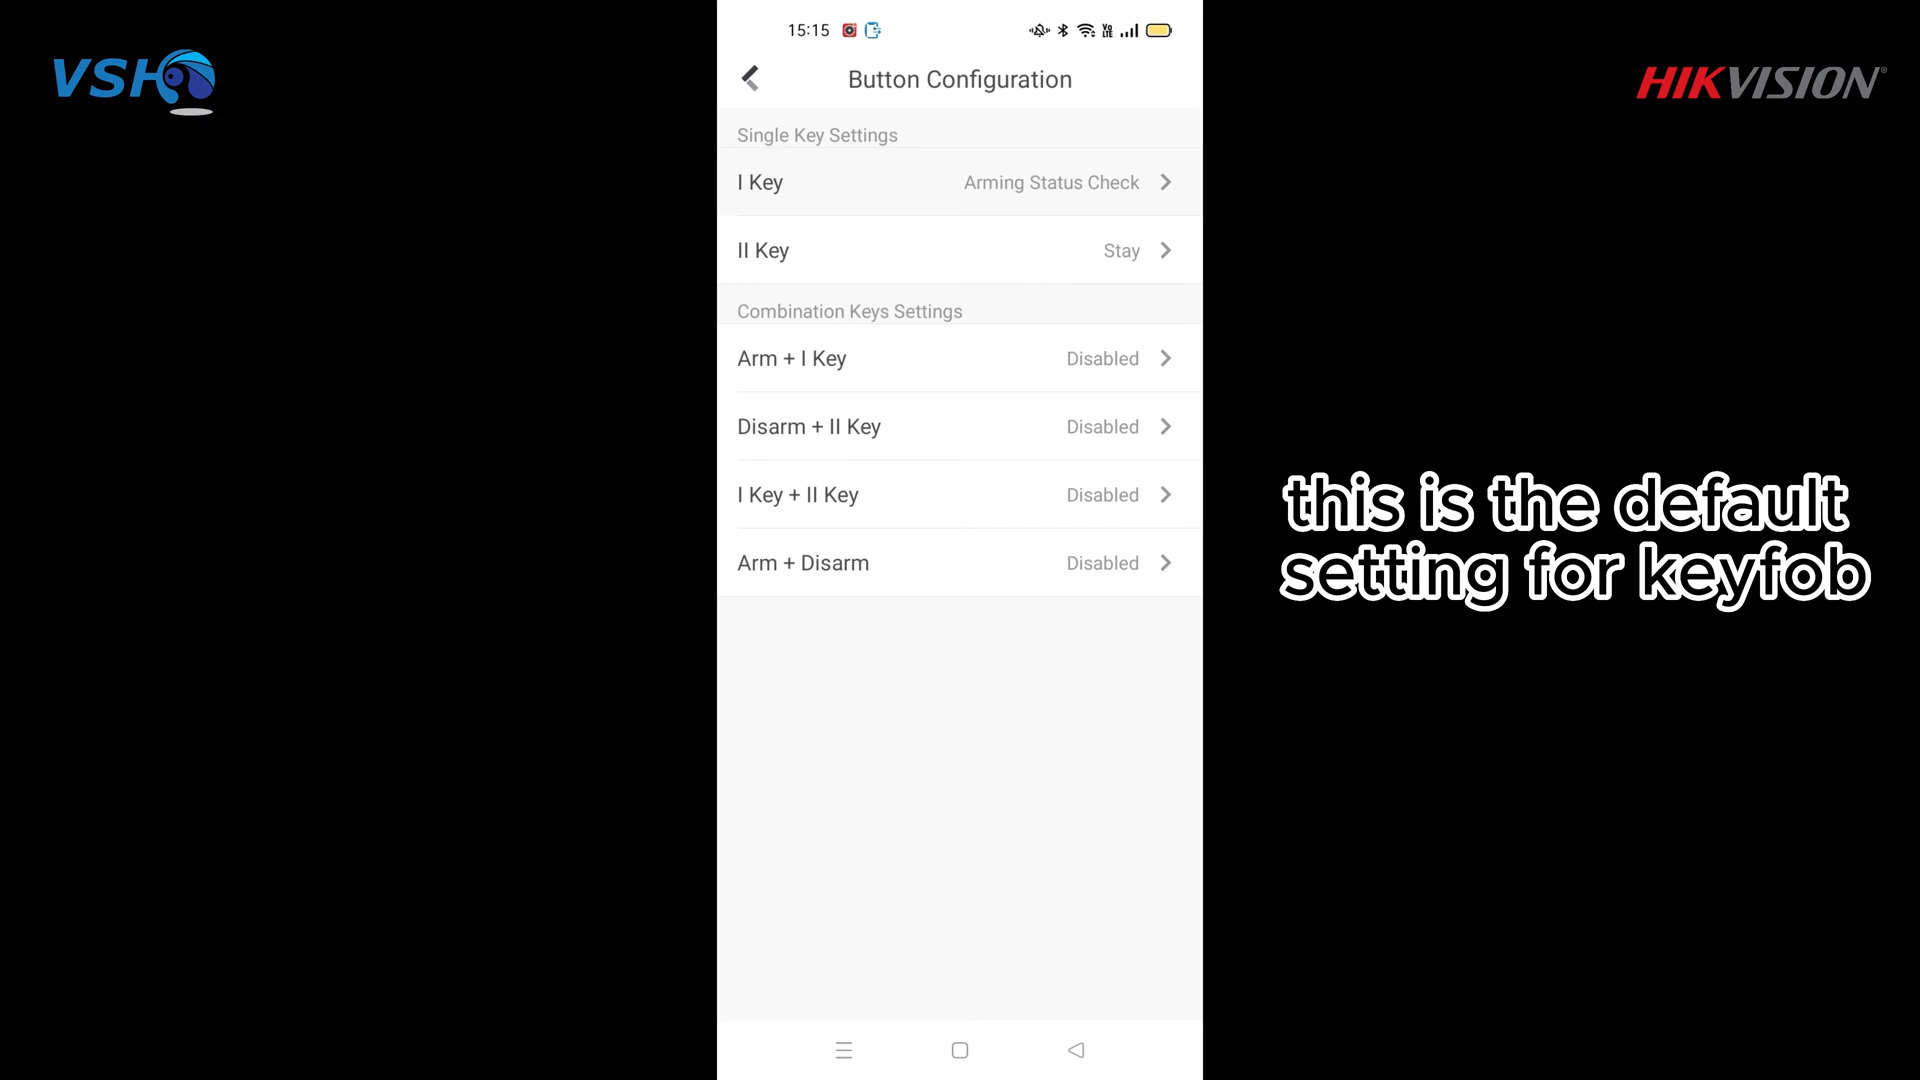 VSH
HIKVISION®
15:15
Vo
LTE
Button Configuration
Single Key Settings
I Key
Arming Status Check
II Key
Stay
Combination Keys Settings
Arm + I Key
Disabled
Disarm + II Key
Disabled
I Key + II Key
Disabled
Arm + Disarm
Disabled
this is the default
setting for keyfob